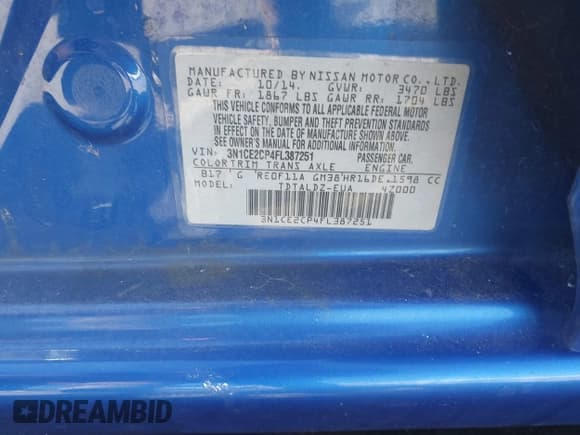 MANUFACTURED BY NISSAN MOTOR CO., LTD.
DATE: 10/14. GVWR: 3470 LBS
GAWR FR: 1867 LBS GAWR RR: 1704 LBS
THIS VEHICLE CONFORMS TO ALL APPLICABLE FEDERAL MOTOR
VEHICLE SAFETY, BUMPER AND THEFT PREVENTION STANDARDS
IN EFFECT ON THE DATE OF MANUFACTURE SHOWN ABOVE.
SEE OWNERS MANUAL FOR ADDITIONAL INFORMATION.
VIN: 3N1CE2CP4FL387251 PASSENGER CAR.
COLOR TRIM TRANS AXLE ENGINE
B17 G RE0F11A GM38 HR16DE.1598 CC
MODEL: TDTALDZ-EUA 47000
3N1CE2CP4FL387251
DREAMBID